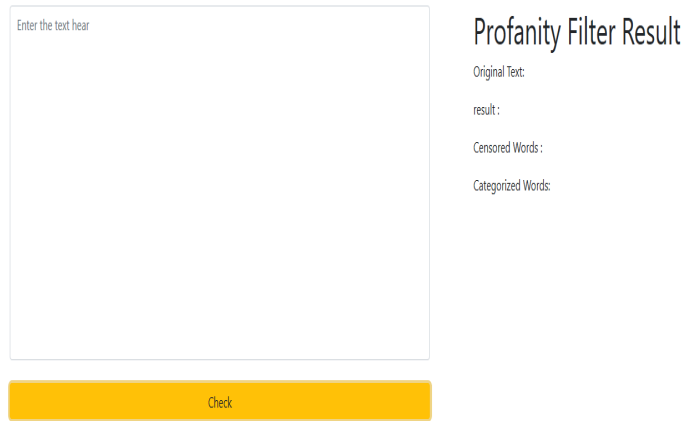 Enter the text hear
Check
Profanity Filter Result
Original Text:
result :
Censored Words :
Categorized Words: